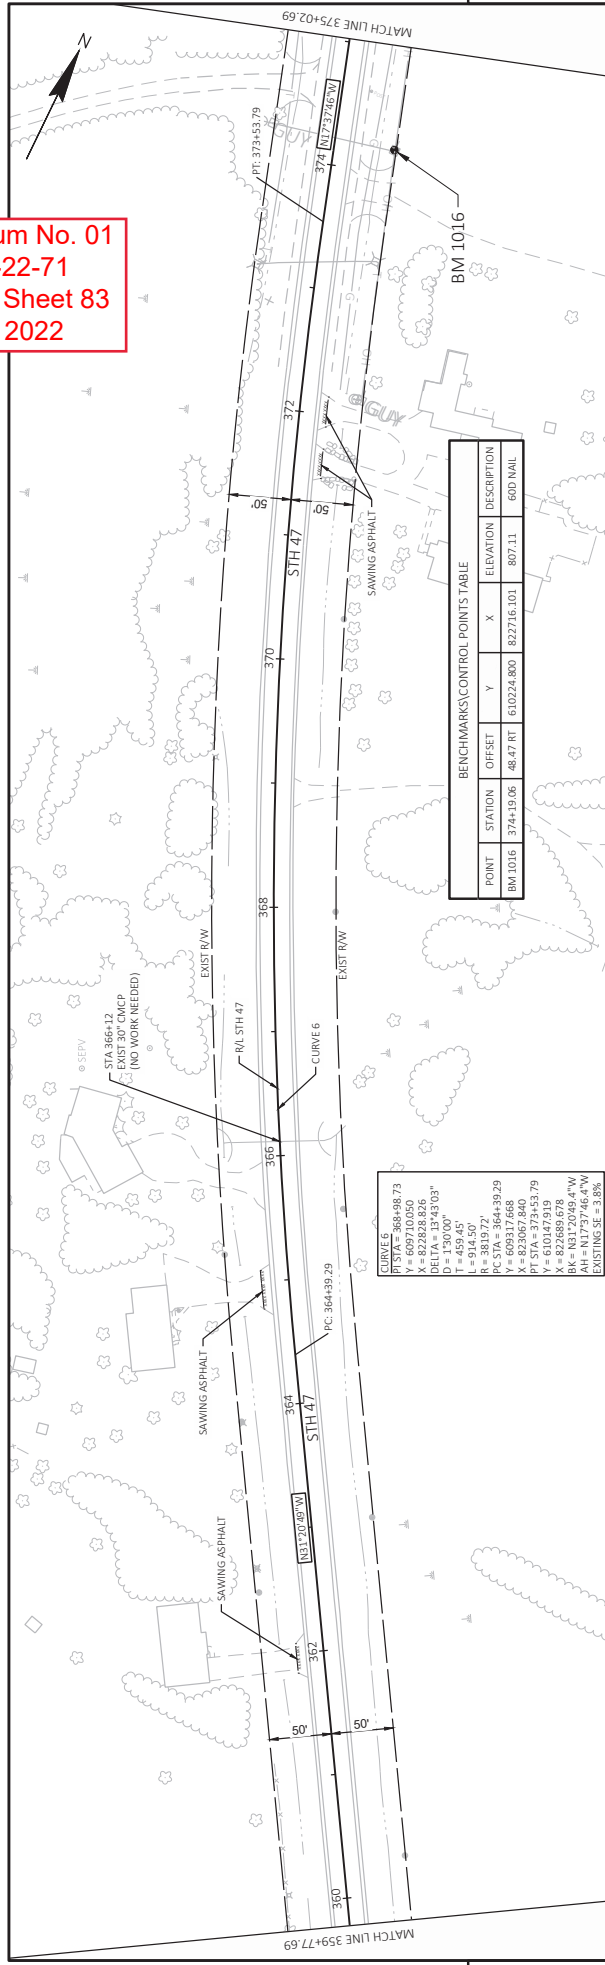 um No. 01
-22-71
Sheet 83
2022
N
MATCH LINE 375+02.69
N17°37'46"W
PT: 373+53.79
374
GUY
BM 1016
372
GUY
50'
50'
STH 47
SAWING ASPHALT
370
BENCHMARKS\CONTROL POINTS TABLE
POINT STATION OFFSET Y X ELEVATION DESCRIPTION
BM 1016 374+19.06 48.47 RT 610224.800 822716.101 807.11 60D NAIL
368
EXIST R/W
EXIST R/W
STA 366+12
EXIST 30" CMCP
(NO WORK NEEDED)
SEPV
R/L STH 47
CURVE 6
366
CURVE 6
PI STA = 368+98.73
Y = 609710.050
X = 822828.826
DELTA = 13°43'03"
D = 1°30'00"
T = 459.45'
L = 914.50'
R = 3819.72'
PC STA = 364+39.29
Y = 609317.668
X = 823067.840
PT STA = 373+53.79
Y = 610147.919
X = 822689.678
BK = N31°20'49.4"W
AH = N17°37'46.4"W
EXISTING SE = 3.8%
PC: 364+39.29
SAWING ASPHALT
364
STH 47
N31°20'49"W
SAWING ASPHALT
362
50'
50'
360
MATCH LINE 359+77.69